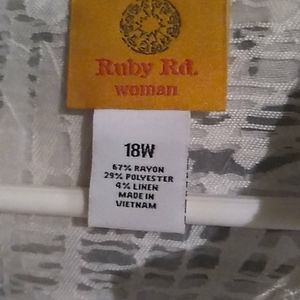 Ruby Rd.
woman
18W
67% RAYON
29% POLYESTER
4% LINEN
MADE IN
VIETNAM